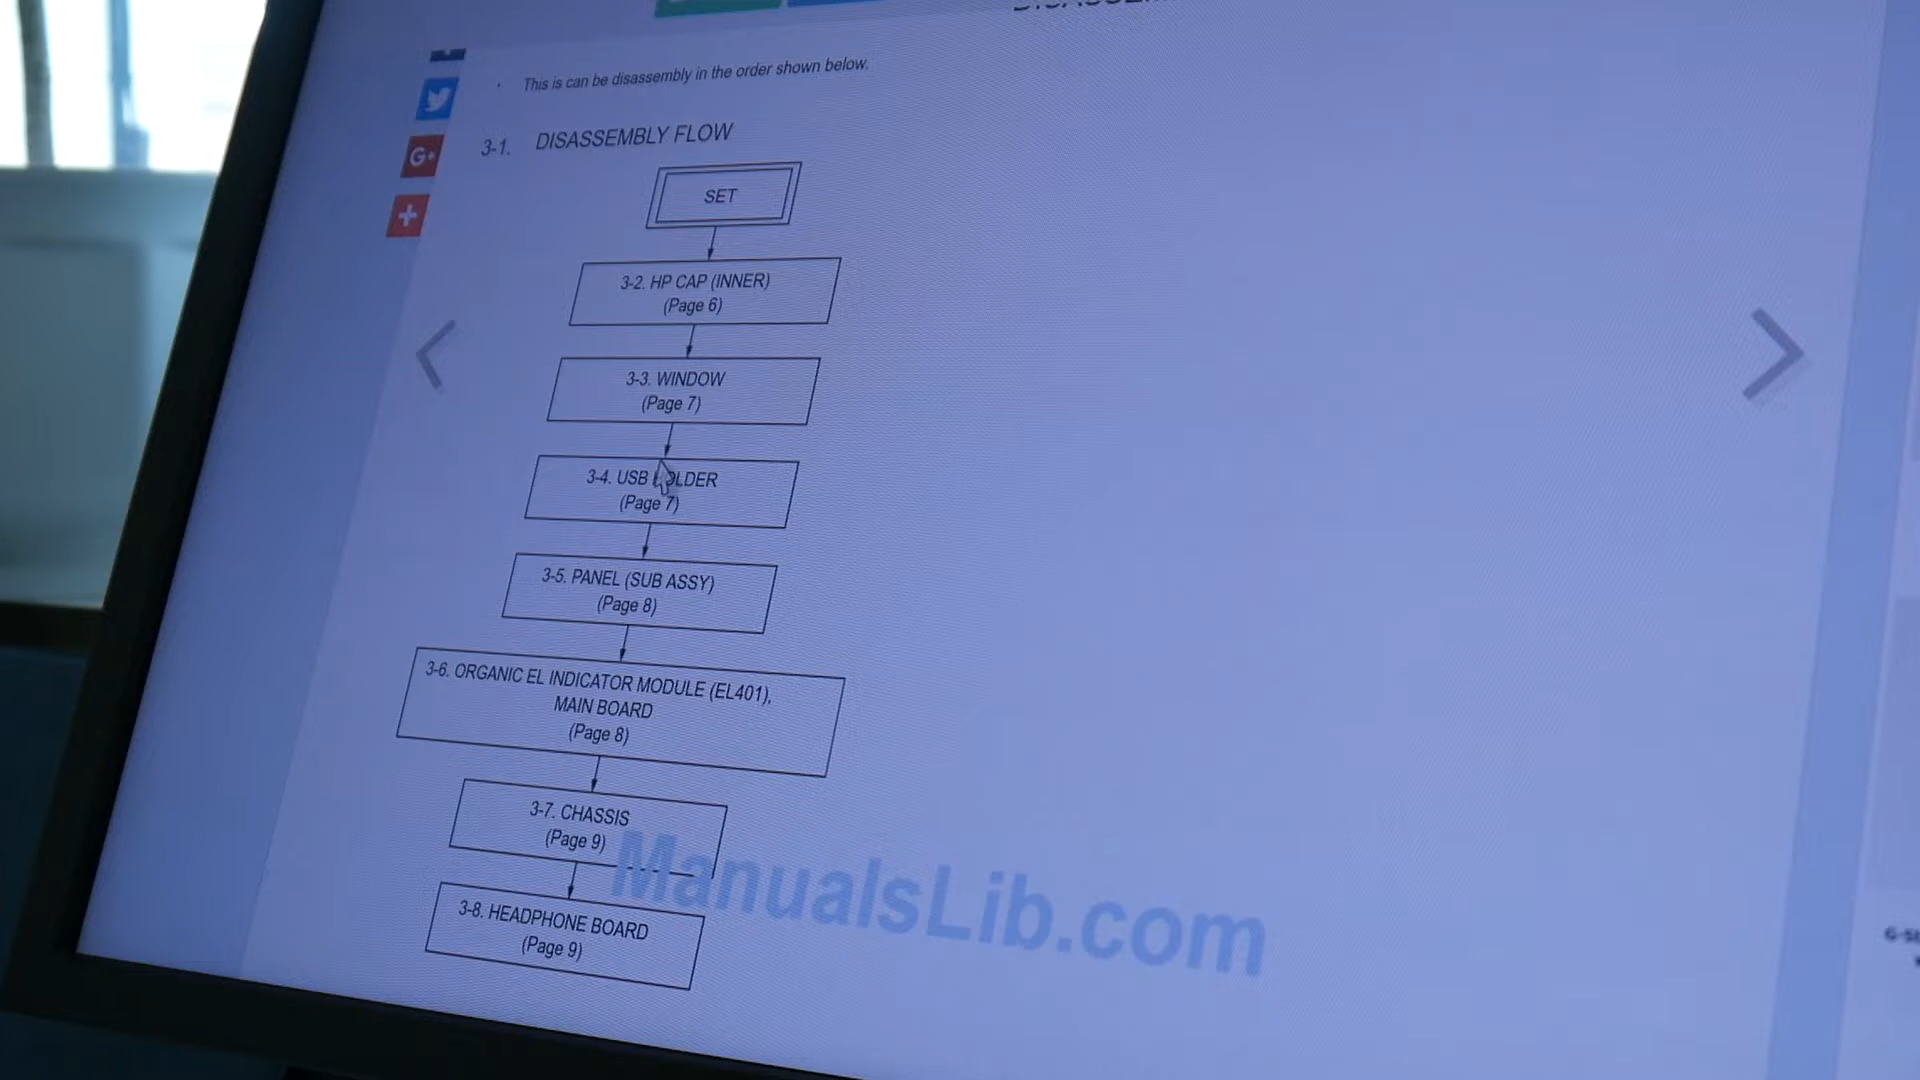 This is can be disassembly in the order shown below.
3-1. DISASSEMBLY FLOW
SET
3-2. HP CAP (INNER)
(Page 6)
3-3. WINDOW
(Page 7)
3-4. USB HOLDER
(Page 7)
3-5. PANEL (SUB ASSY)
(Page 8)
3-6. ORGANIC EL INDICATOR MODULE (EL401),
MAIN BOARD
(Page 8)
3-7. CHASSIS
(Page 9)
3-8. HEADPHONE BOARD
(Page 9)
ManualsLib.com
G+